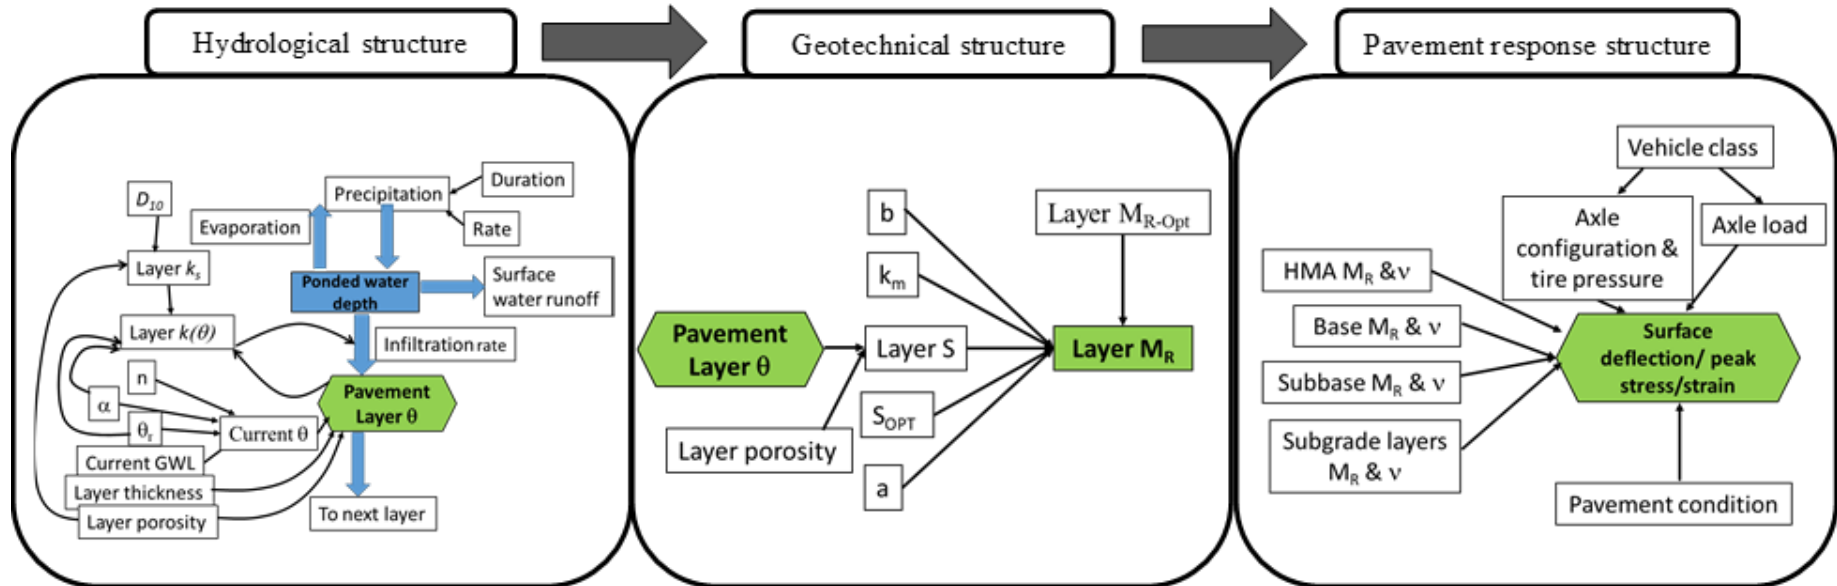 Hydrological structure
Geotechnical structure
Pavement response structure
D10
Precipitation
Duration
Evaporation
Rate
Layer ks
Ponded water
depth
Surface
water runoff
Layer k(θ)
Infiltration rate
n
α
θr
Current θ
Pavement
Layer θ
Current GWL
Layer thickness
Layer porosity
To next layer
b
Layer MR-Opt
km
Pavement
Layer θ
Layer S
Layer MR
SOPT
Layer porosity
a
Vehicle class
Axle
configuration &
tire pressure
Axle load
HMA MR &ν
Base MR & ν
Subbase MR & ν
Subgrade layers
MR & ν
Surface
deflection/ peak
stress/strain
Pavement condition